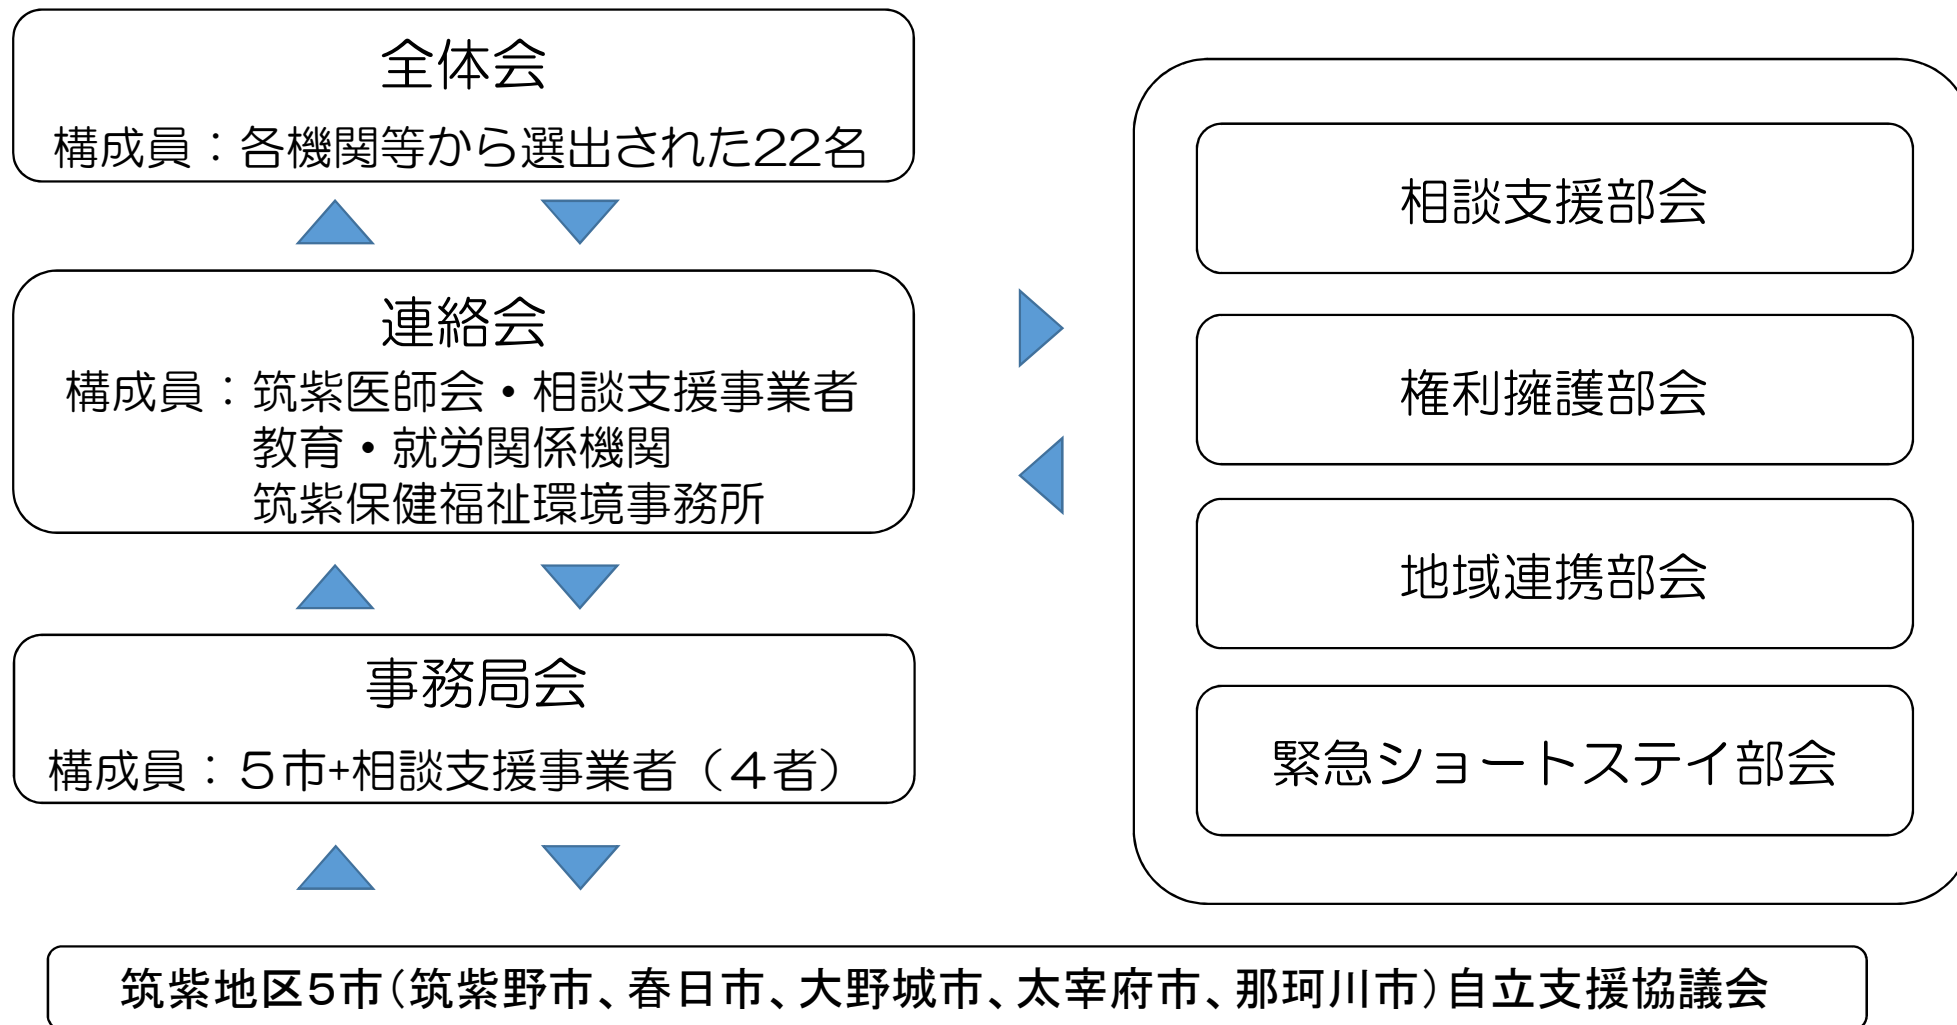 全体会
構成員：各機関等から選出された22名
連絡会
構成員：筑紫医師会・相談支援事業者
教育・就労関係機関
筑紫保健福祉環境事務所
事務局会
構成員：５市+相談支援事業者（４者）
相談支援部会
権利擁護部会
地域連携部会
緊急ショートステイ部会
筑紫地区5市(筑紫野市、春日市、大野城市、太宰府市、那珂川市)自立支援協議会